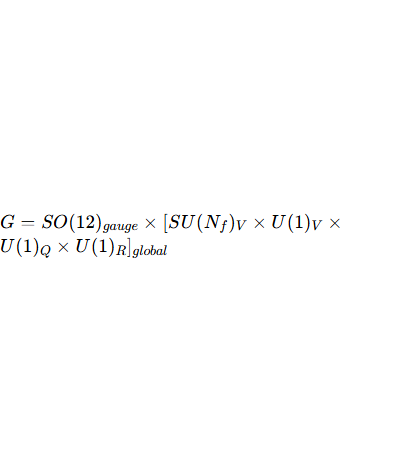 G = SO(12)_{gauge} × [SU(N_f)_V × U(1)_V ×
U(1)_Q × U(1)_R]_{global}